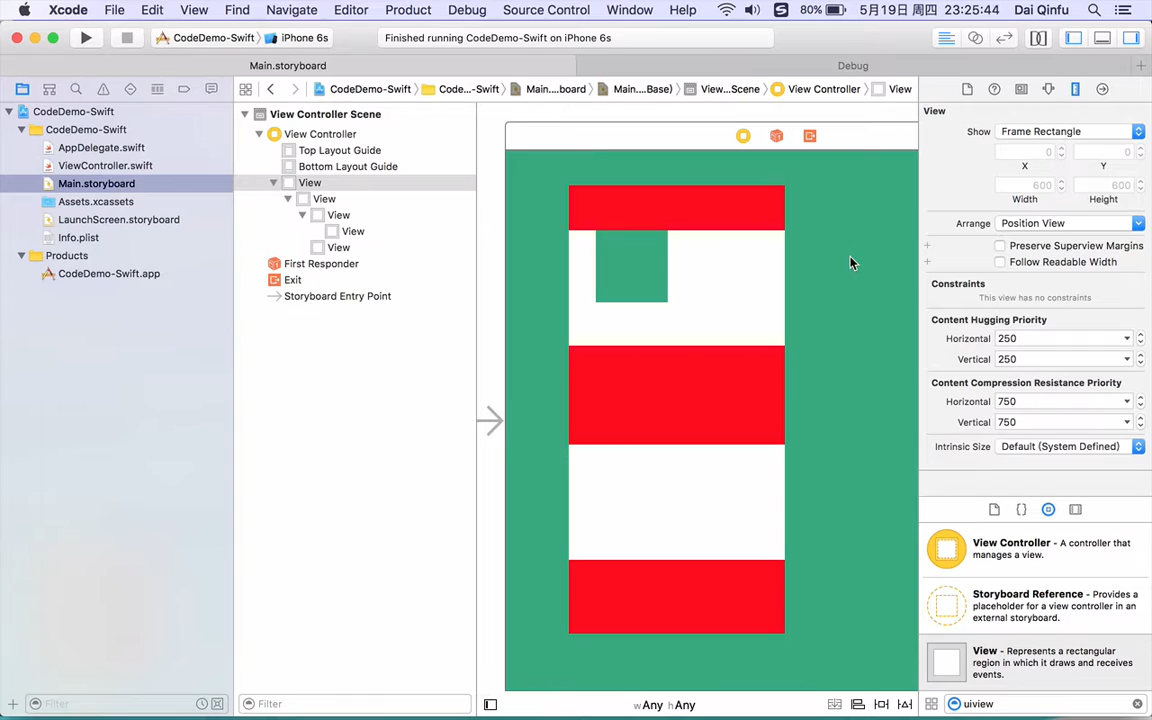 Xcode File Edit View Find Navigate Editor Product Debug Source Control Window Help 80% 5月19日 周四 23:25:44 Dai Qinfu
CodeDemo-Swift iPhone 6s
Finished running CodeDemo-Swift on iPhone 6s
Main.storyboard
Debug
CodeDemo-Swift Code...-Swift Main....board Main....Base) View...Scene View Controller View
CodeDemo-Swift
CodeDemo-Swift
AppDelegate.swift
ViewController.swift
Main.storyboard
Assets.xcassets
LaunchScreen.storyboard
Info.plist
Products
CodeDemo-Swift.app
Filter
View Controller Scene
View Controller
Top Layout Guide
Bottom Layout Guide
View
View
View
View
View
First Responder
Exit
Storyboard Entry Point
Filter
wAny hAny
View
Show Frame Rectangle
0 0
X Y
600 600
Width Height
Arrange Position View
Preserve Superview Margins
Follow Readable Width
Constraints
This view has no constraints
Content Hugging Priority
Horizontal 250
Vertical 250
Content Compression Resistance Priority
Horizontal 750
Vertical 750
Intrinsic Size Default (System Defined)
View Controller - A controller that
manages a view.
Storyboard Reference - Provides a
placeholder for a view controller in an
external storyboard.
View - Represents a rectangular
region in which it draws and receives
events.
uiview